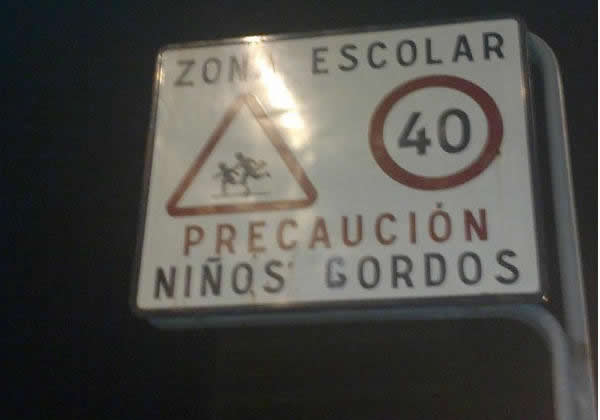 ZONA ESCOLAR
40
PRECAUCIÓN
NIÑOS GORDOS